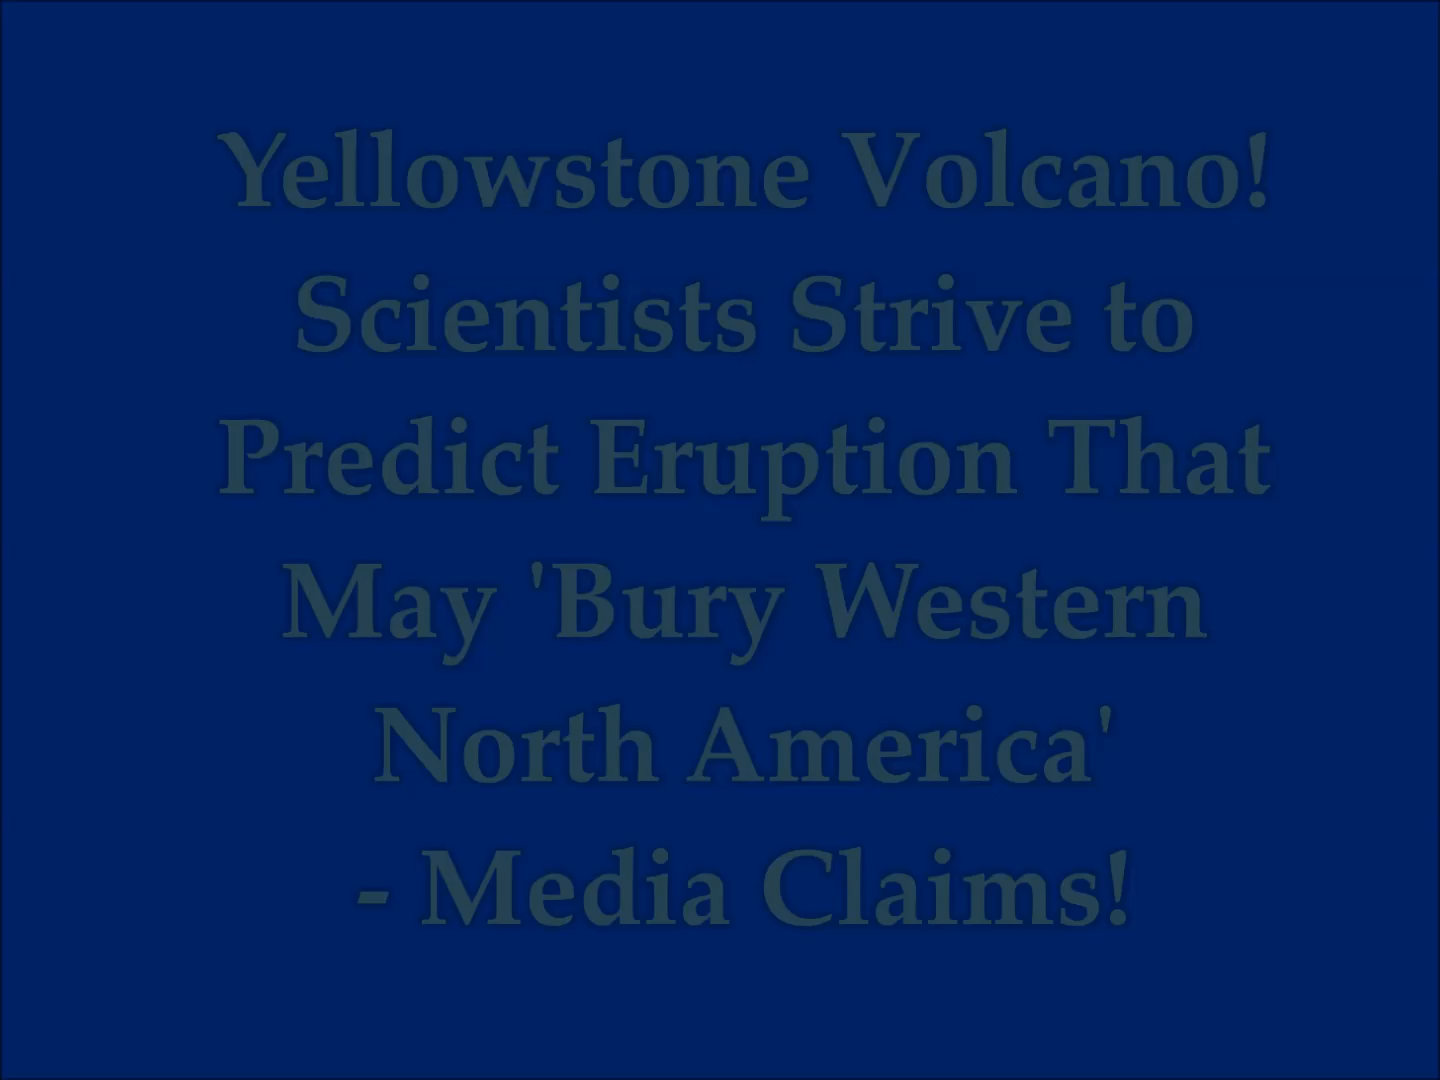 Yellowstone Volcano!
Scientists Strive to
Predict Eruption That
May 'Bury Western
North America'
- Media Claims!